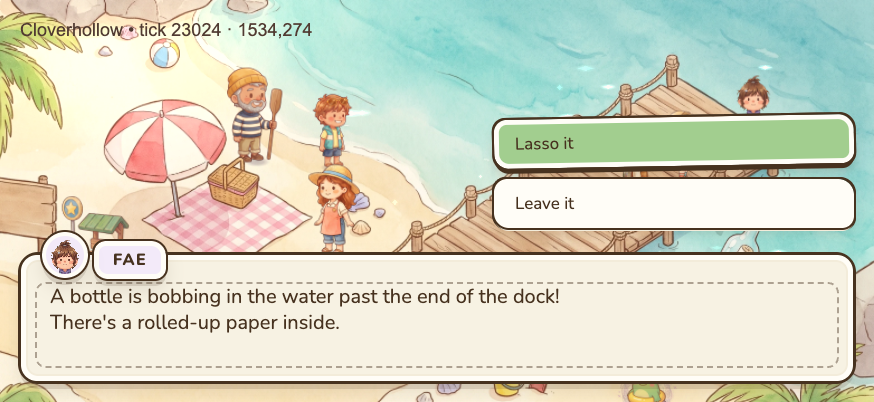 Cloverhollow • tick 23024 · 1534,274
Lasso it
Leave it
FAE
A bottle is bobbing in the water past the end of the dock!
There's a rolled-up paper inside.